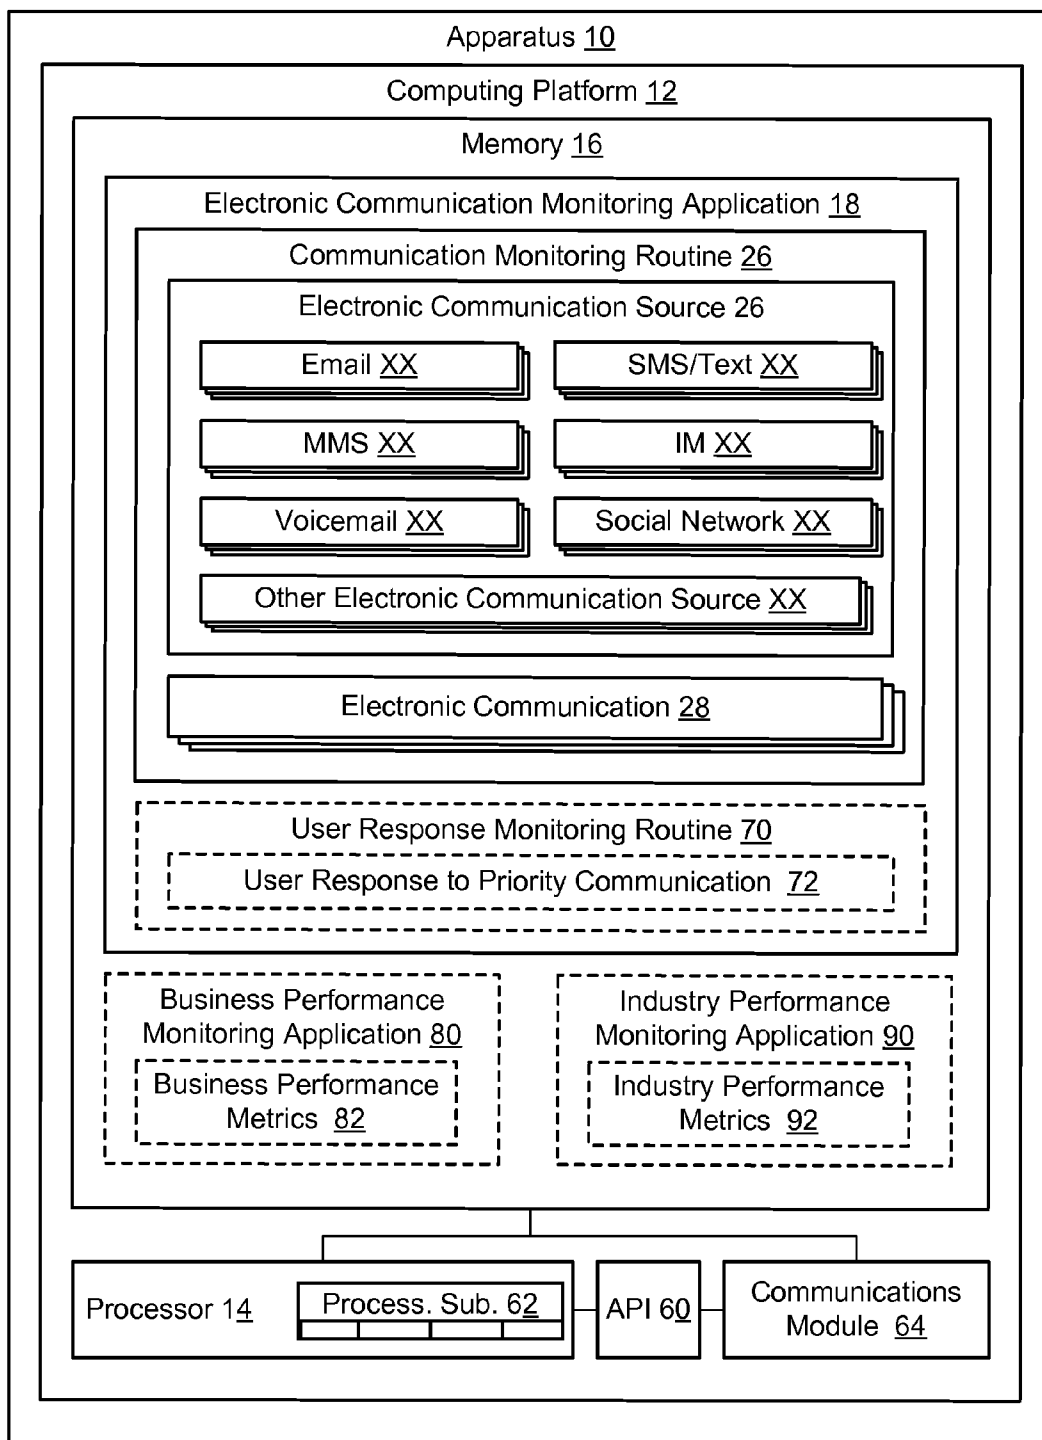 Apparatus 10
Computing Platform 12
Memory 16
Electronic Communication Monitoring Application 18
Communication Monitoring Routine 26
Electronic Communication Source 26
Email XX
SMS/Text XX
MMS XX
IM XX
Voicemail XX
Social Network XX
Other Electronic Communication Source XX
Electronic Communication 28
User Response Monitoring Routine 70
User Response to Priority Communication 72
Business Performance
Monitoring Application 80
Business Performance
Metrics 82
Industry Performance
Monitoring Application 90
Industry Performance
Metrics 92
Processor 14
Process. Sub. 62
API 60
Communications
Module 64